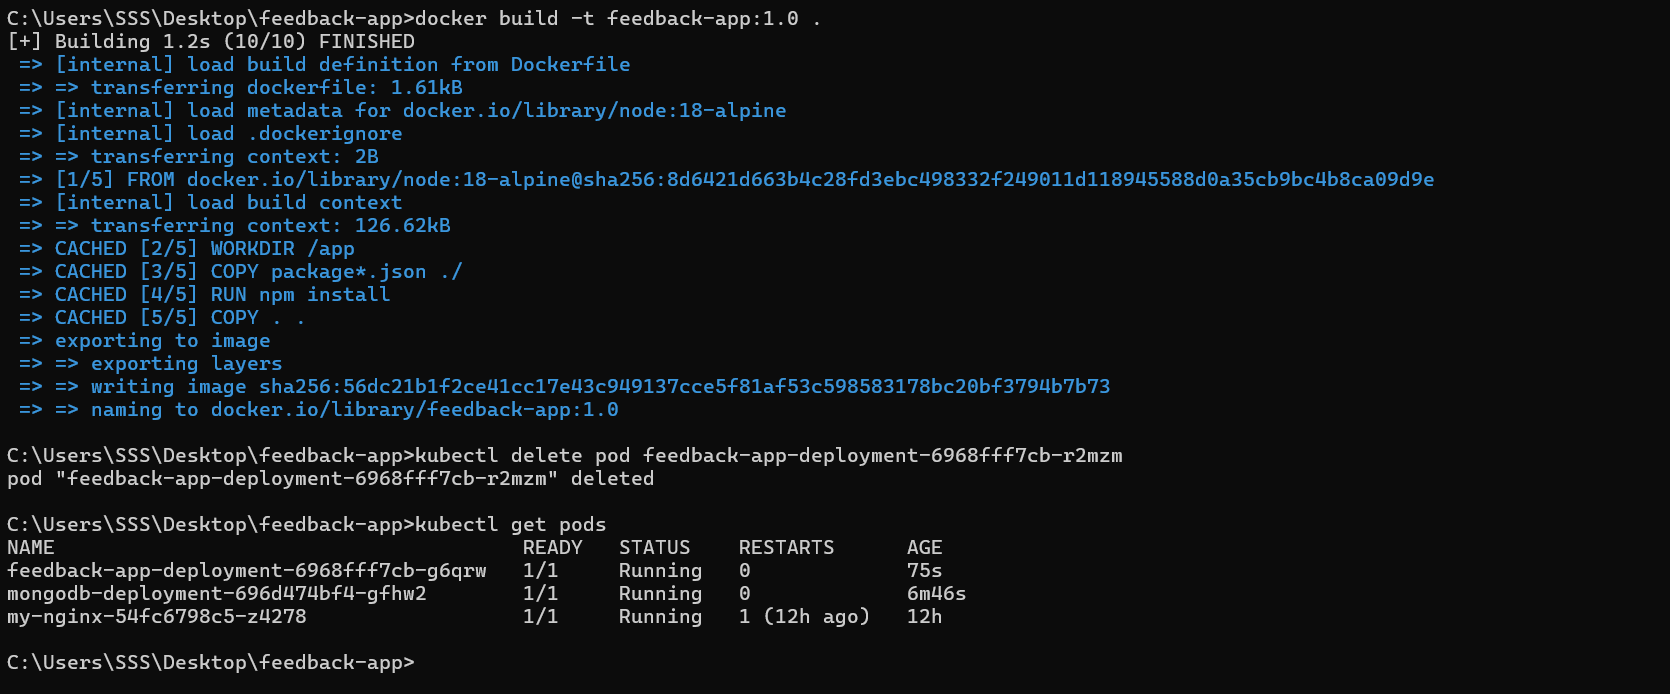 C:\Users\SSS\Desktop\feedback-app>docker build -t feedback-app:1.0 .
[+] Building 1.2s (10/10) FINISHED
=> [internal] load build definition from Dockerfile
=> => transferring dockerfile: 1.61kB
=> [internal] load metadata for docker.io/library/node:18-alpine
=> [internal] load .dockerignore
=> => transferring context: 2B
=> [1/5] FROM docker.io/library/node:18-alpine@sha256:8d6421d663b4c28fd3ebc498332f249011d118945588d0a35cb9bc4b8ca09d9e
=> [internal] load build context
=> => transferring context: 126.62kB
=> CACHED [2/5] WORKDIR /app
=> CACHED [3/5] COPY package*.json ./
=> CACHED [4/5] RUN npm install
=> CACHED [5/5] COPY . .
=> exporting to image
=> => exporting layers
=> => writing image sha256:56dc21b1f2ce41cc17e43c949137cce5f81af53c598583178bc20bf3794b7b73
=> => naming to docker.io/library/feedback-app:1.0
C:\Users\SSS\Desktop\feedback-app>kubectl delete pod feedback-app-deployment-6968fff7cb-r2mzm
pod "feedback-app-deployment-6968fff7cb-r2mzm" deleted
C:\Users\SSS\Desktop\feedback-app>kubectl get pods
NAME READY STATUS RESTARTS AGE
feedback-app-deployment-6968fff7cb-g6qrw 1/1 Running 0 75s
mongodb-deployment-696d474bf4-gfhw2 1/1 Running 0 6m46s
my-nginx-54fc6798c5-z4278 1/1 Running 1 (12h ago) 12h
C:\Users\SSS\Desktop\feedback-app>